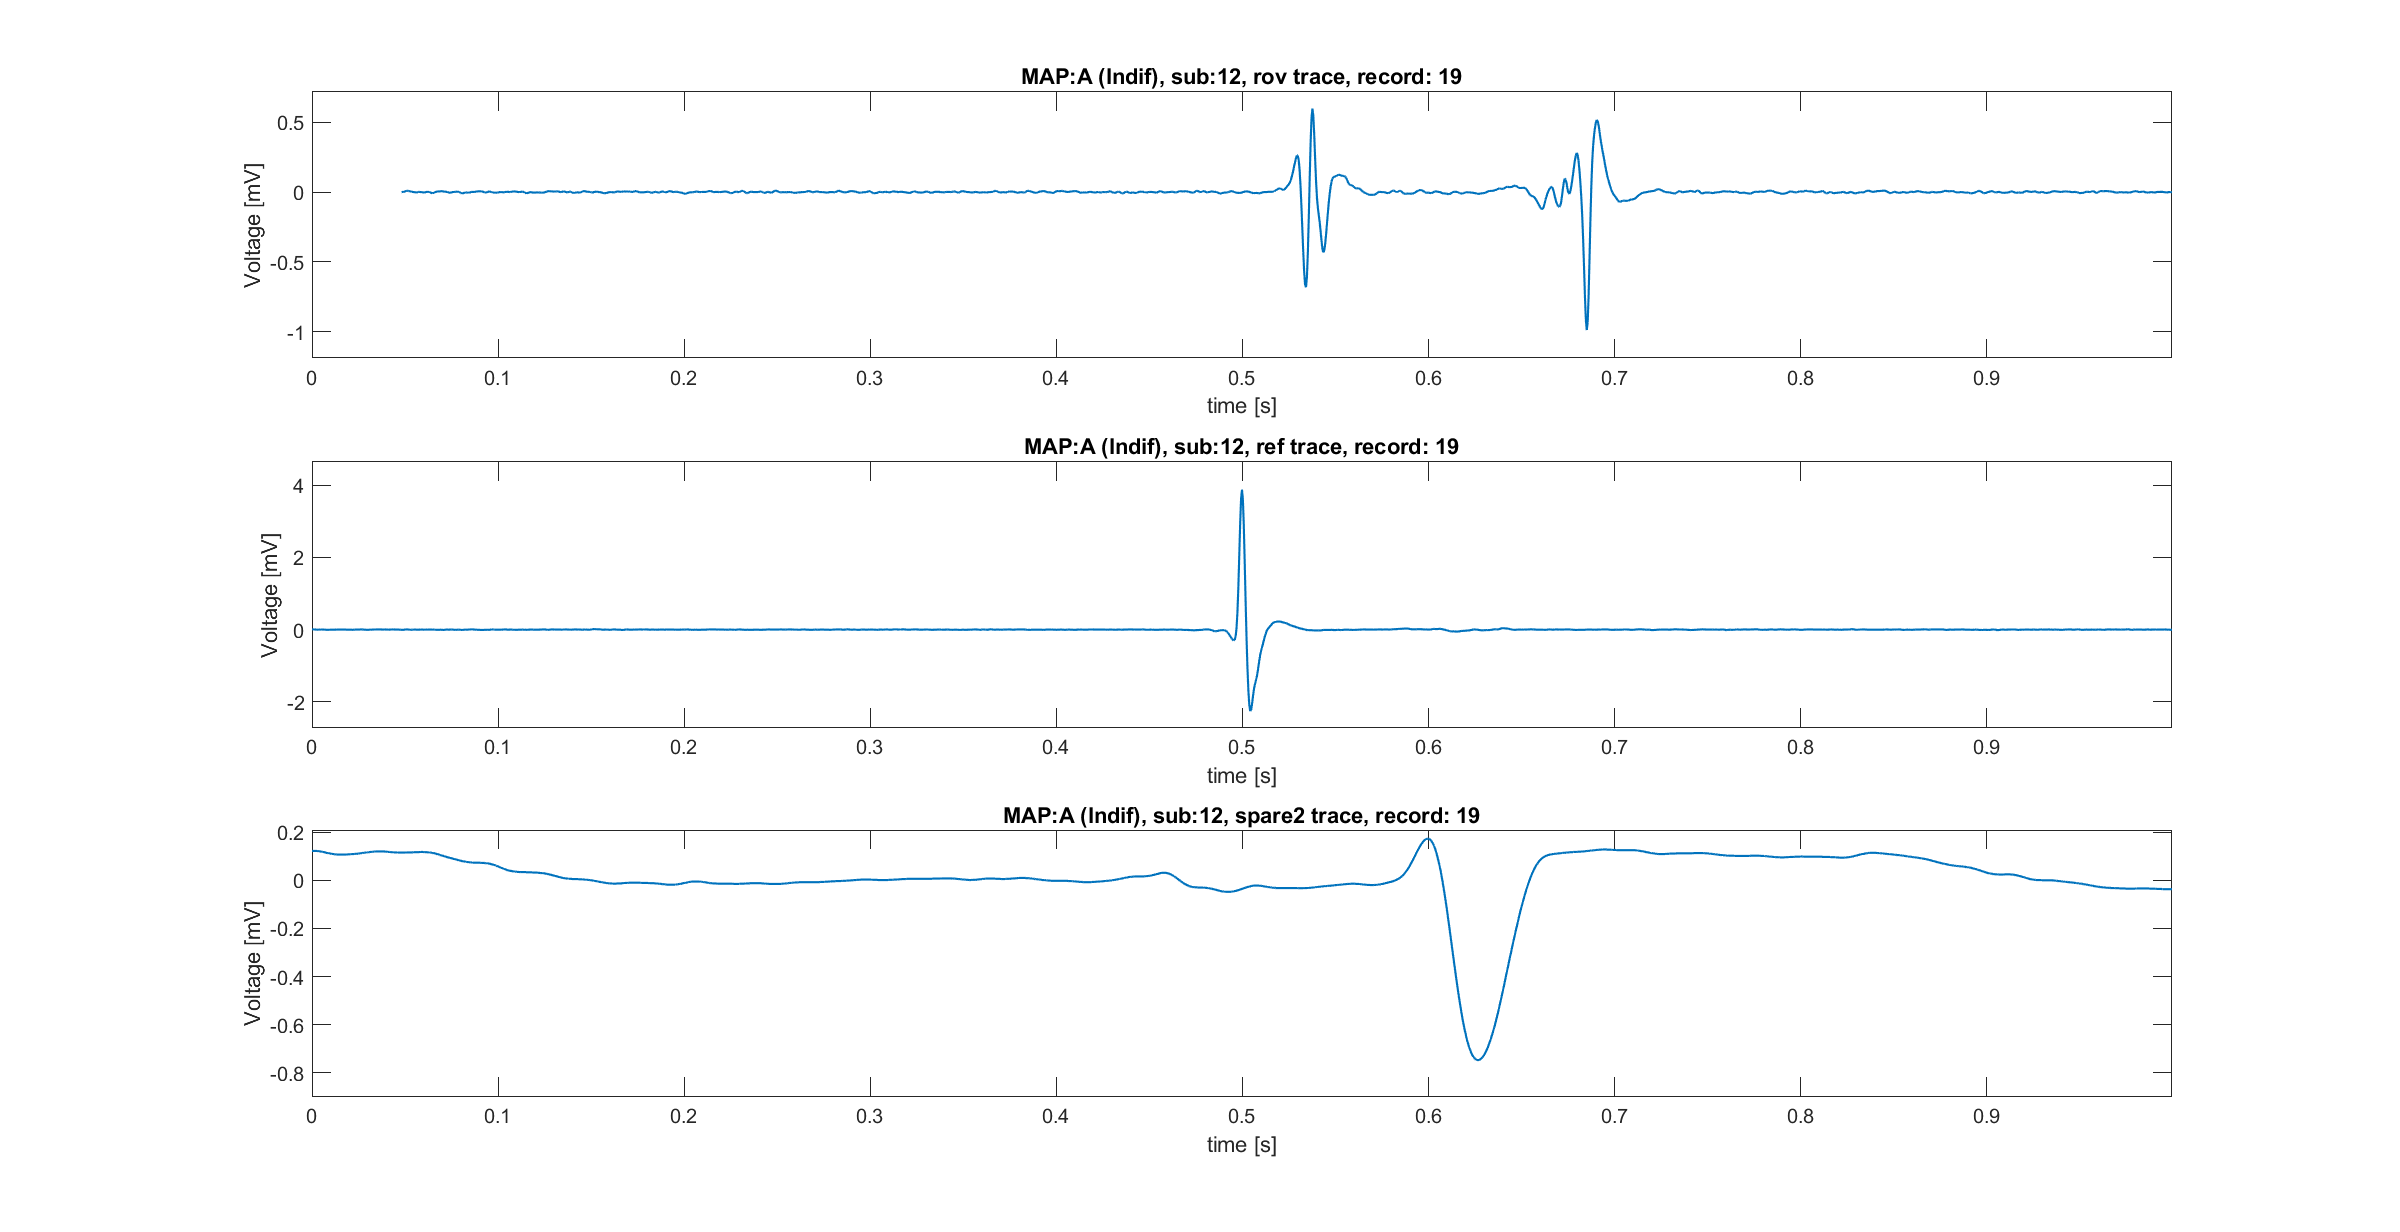 MAP:A (Indif), sub:12, rov trace, record: 19
0.5
0
-0.5
-1
Voltage [mV]
0 0.1 0.2 0.3 0.4 0.5 0.6 0.7 0.8 0.9
time [s]
MAP:A (Indif), sub:12, ref trace, record: 19
4
2
0
-2
Voltage [mV]
0 0.1 0.2 0.3 0.4 0.5 0.6 0.7 0.8 0.9
time [s]
MAP:A (Indif), sub:12, spare2 trace, record: 19
0.2
0
-0.2
-0.4
-0.6
-0.8
Voltage [mV]
0 0.1 0.2 0.3 0.4 0.5 0.6 0.7 0.8 0.9
time [s]